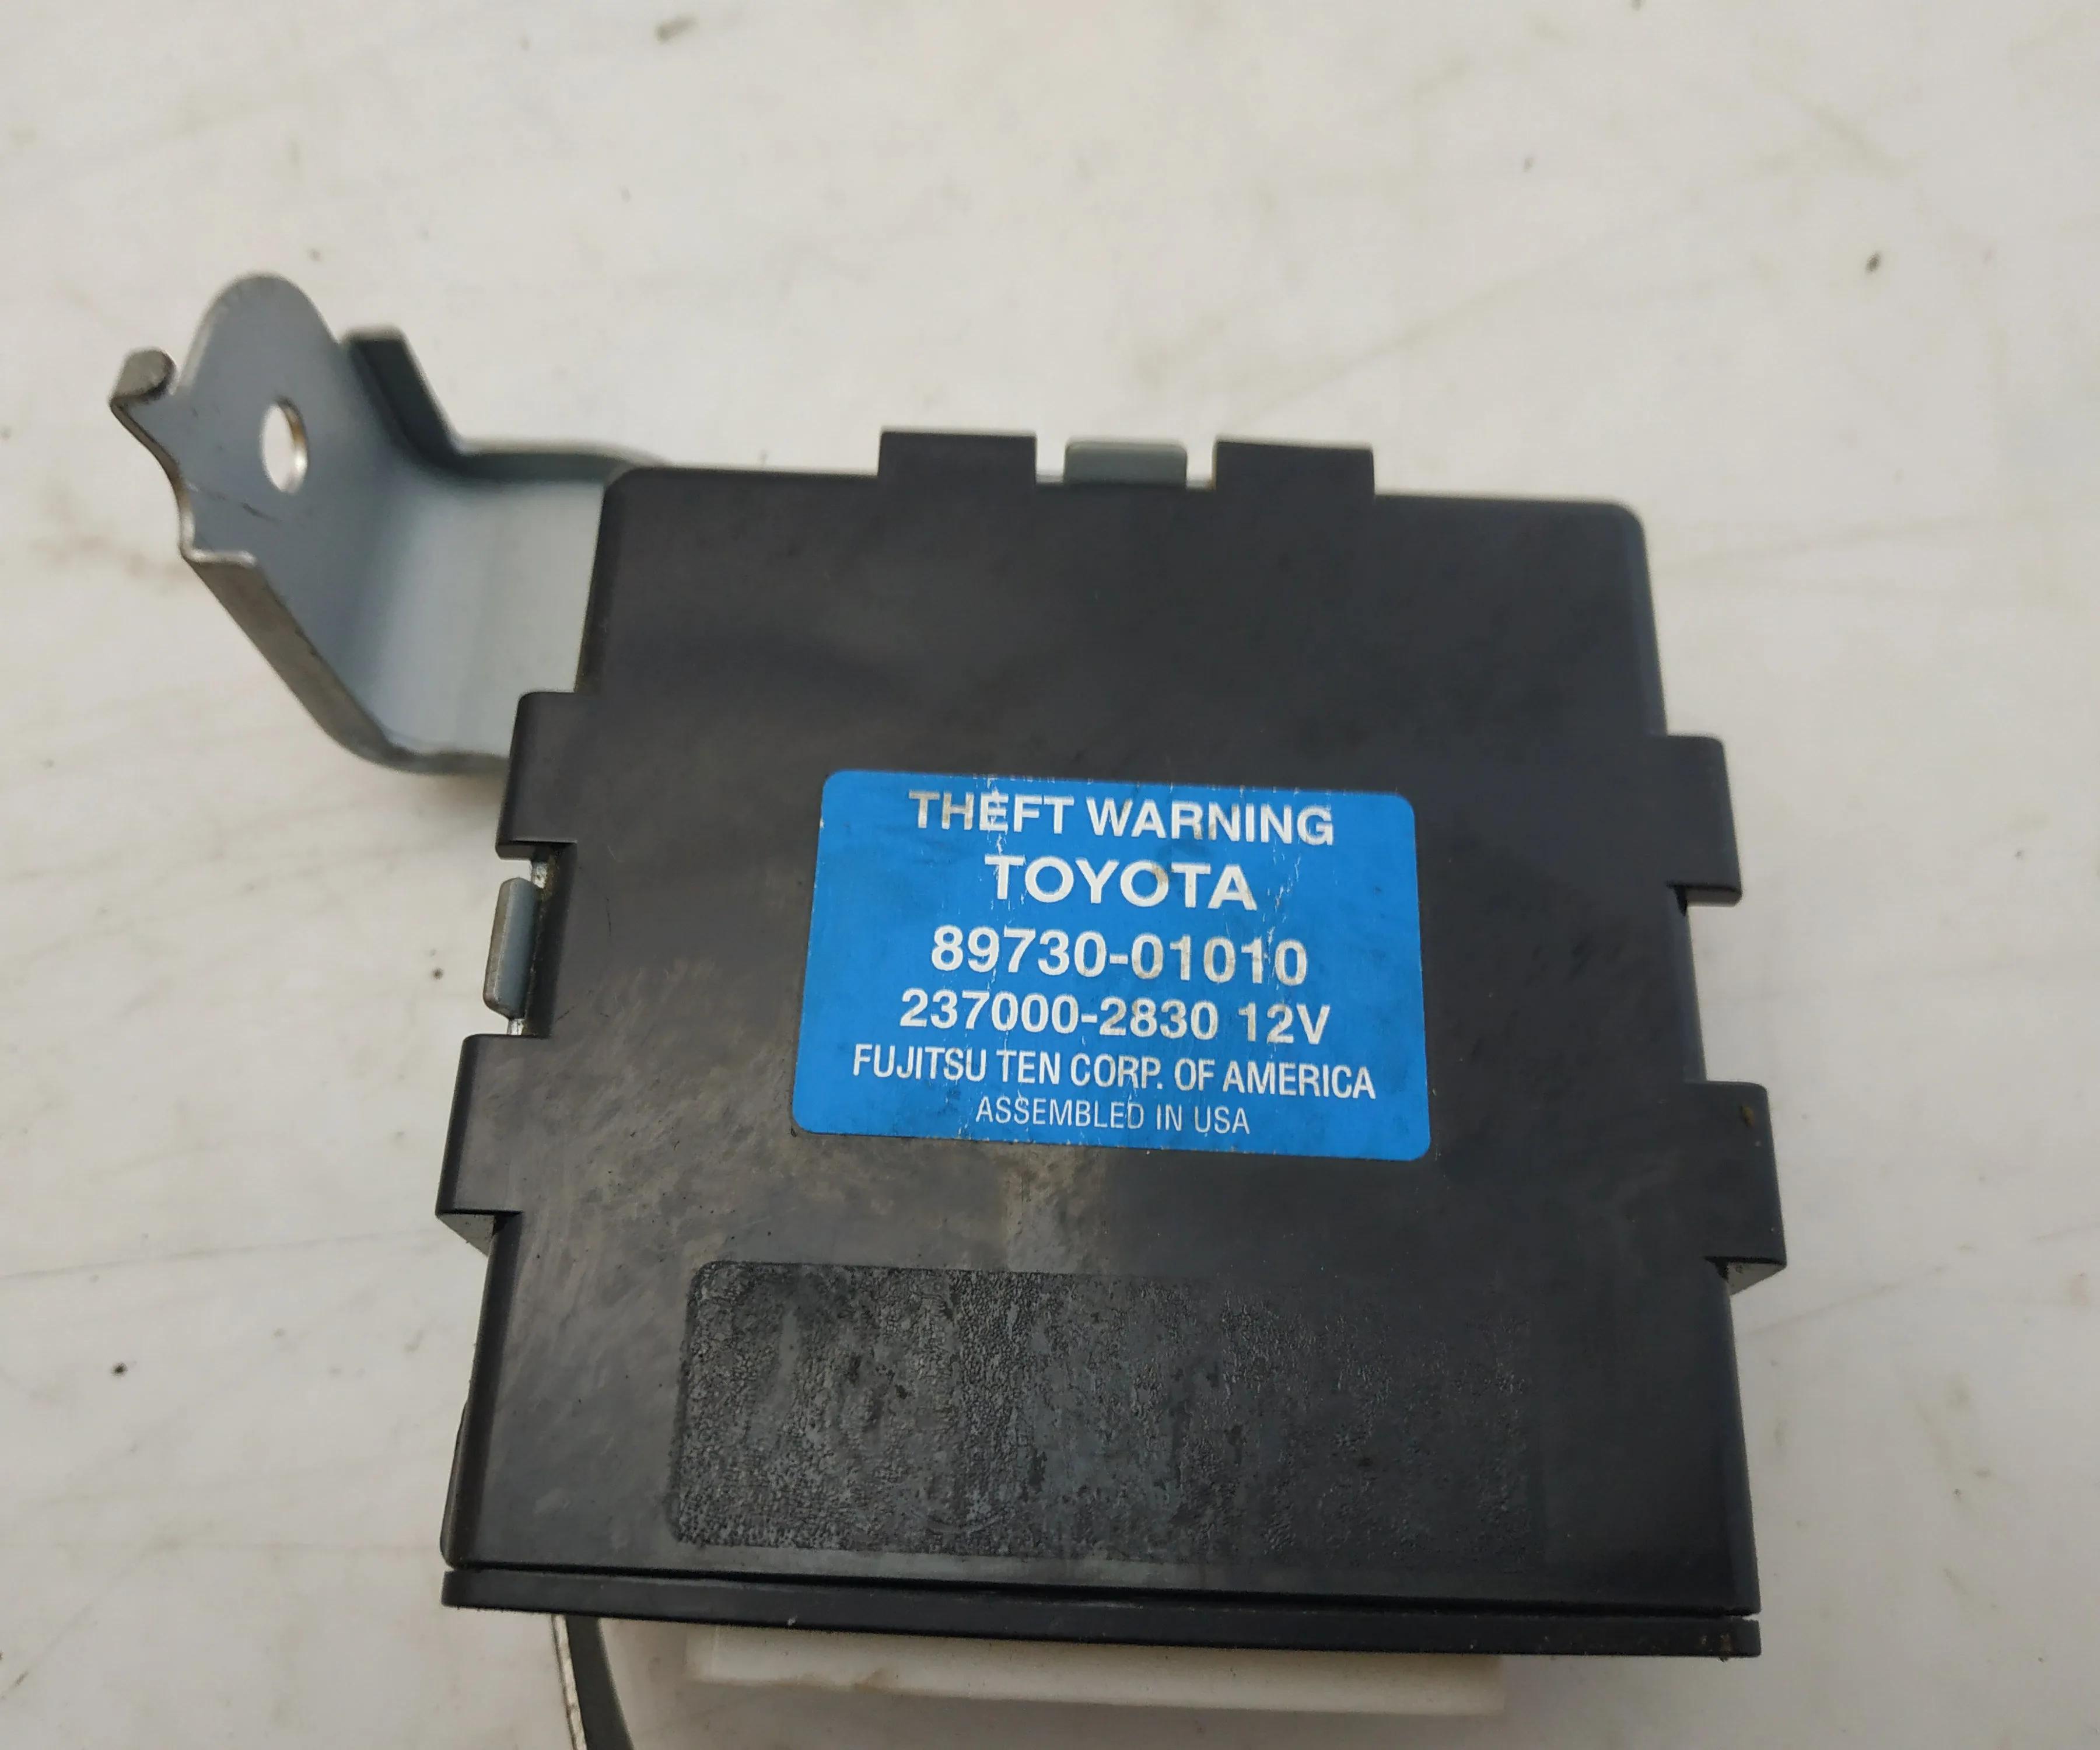 THEFT WARNING
TOYOTA
89730-01010
237000-2830 12V
FUJITSU TEN CORP. OF AMERICA
ASSEMBLED IN USA